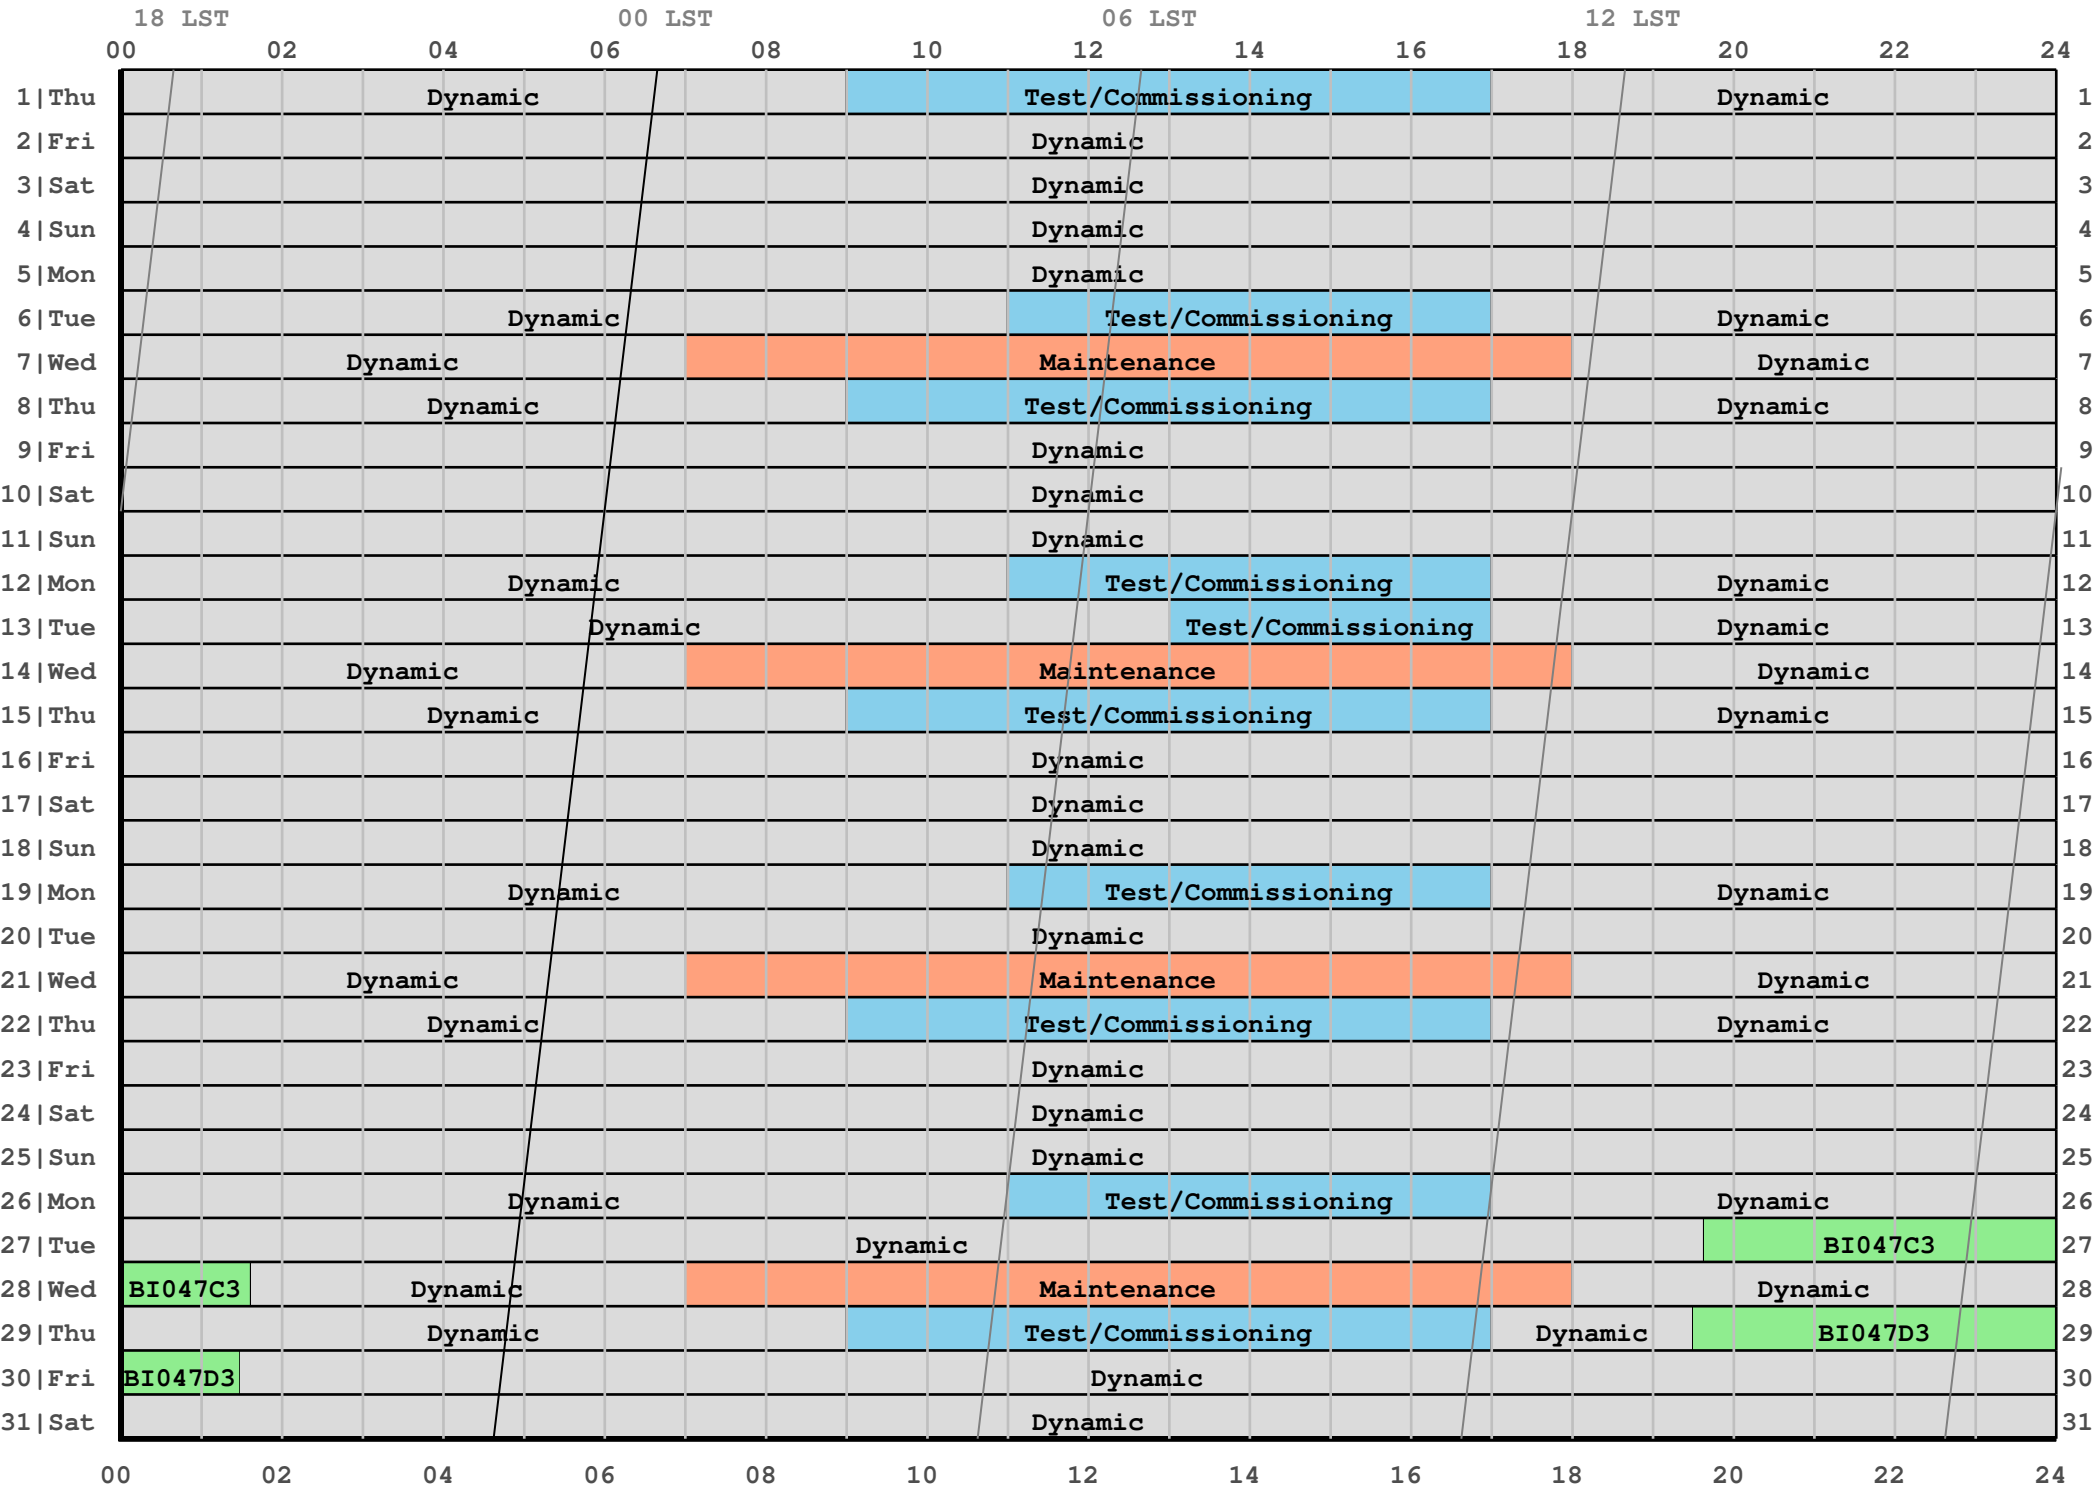 18 LST 00 LST 06 LST 12 LST
00 02 04 06 08 10 12 14 16 18 20 22 24
1|Thu Dynamic Test/Commissioning Dynamic 1
2|Fri Dynamic 2
3|Sat Dynamic 3
4|Sun Dynamic 4
5|Mon Dynamic 5
6|Tue Dynamic Test/Commissioning Dynamic 6
7|Wed Dynamic Maintenance Dynamic 7
8|Thu Dynamic Test/Commissioning Dynamic 8
9|Fri Dynamic 9
10|Sat Dynamic 10
11|Sun Dynamic 11
12|Mon Dynamic Test/Commissioning Dynamic 12
13|Tue Dynamic Test/Commissioning Dynamic 13
14|Wed Dynamic Maintenance Dynamic 14
15|Thu Dynamic Test/Commissioning Dynamic 15
16|Fri Dynamic 16
17|Sat Dynamic 17
18|Sun Dynamic 18
19|Mon Dynamic Test/Commissioning Dynamic 19
20|Tue Dynamic 20
21|Wed Dynamic Maintenance Dynamic 21
22|Thu Dynamic Test/Commissioning Dynamic 22
23|Fri Dynamic 23
24|Sat Dynamic 24
25|Sun Dynamic 25
26|Mon Dynamic Test/Commissioning Dynamic 26
27|Tue Dynamic BI047C3 27
28|Wed BI047C3 Dynamic Maintenance Dynamic 28
29|Thu Dynamic Test/Commissioning Dynamic BI047D3 29
30|Fri BI047D3 Dynamic 30
31|Sat Dynamic 31
00 02 04 06 08 10 12 14 16 18 20 22 24